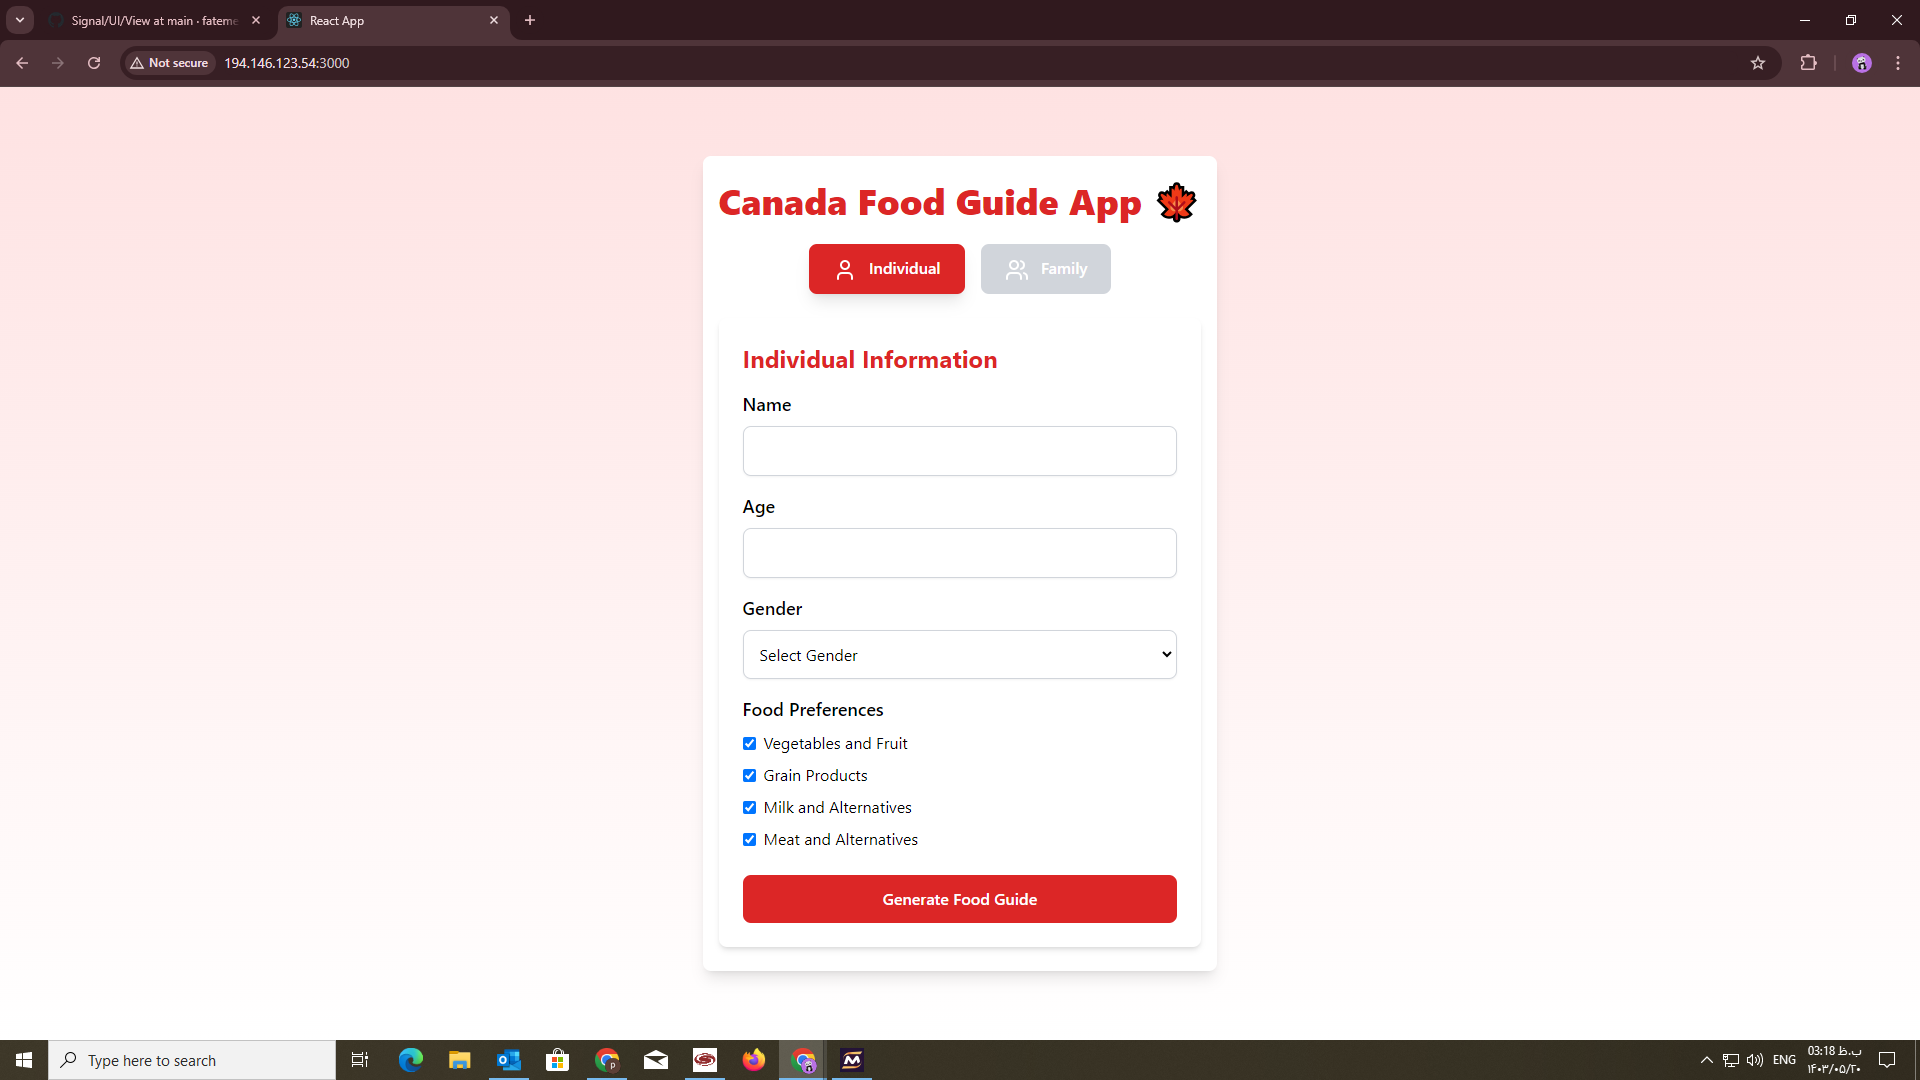 Signal/UI/View at main · fateme
React App
Not secure
194.146.123.54:3000
Canada Food Guide App
Individual
Family
Individual Information
Name
Age
Gender
Select Gender
Food Preferences
Vegetables and Fruit
Grain Products
Milk and Alternatives
Meat and Alternatives
Generate Food Guide
Type here to search
ENG
03:18 ب.ظ
۱۴۰۳/۰۵/۲۰